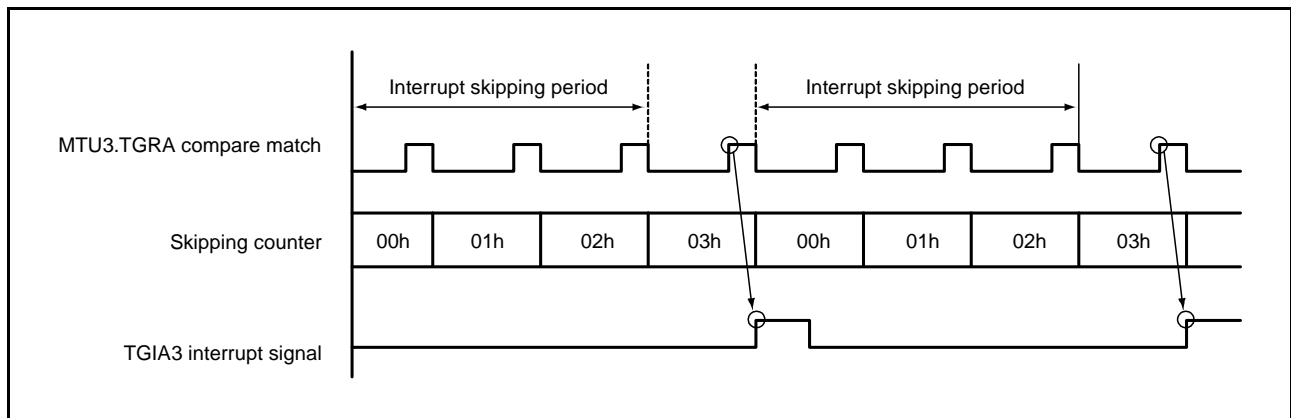 Interrupt skipping period Interrupt skipping period
MTU3.TGRA compare match
Skipping counter 00h 01h 02h 03h 00h 01h 02h 03h
TGIA3 interrupt signal